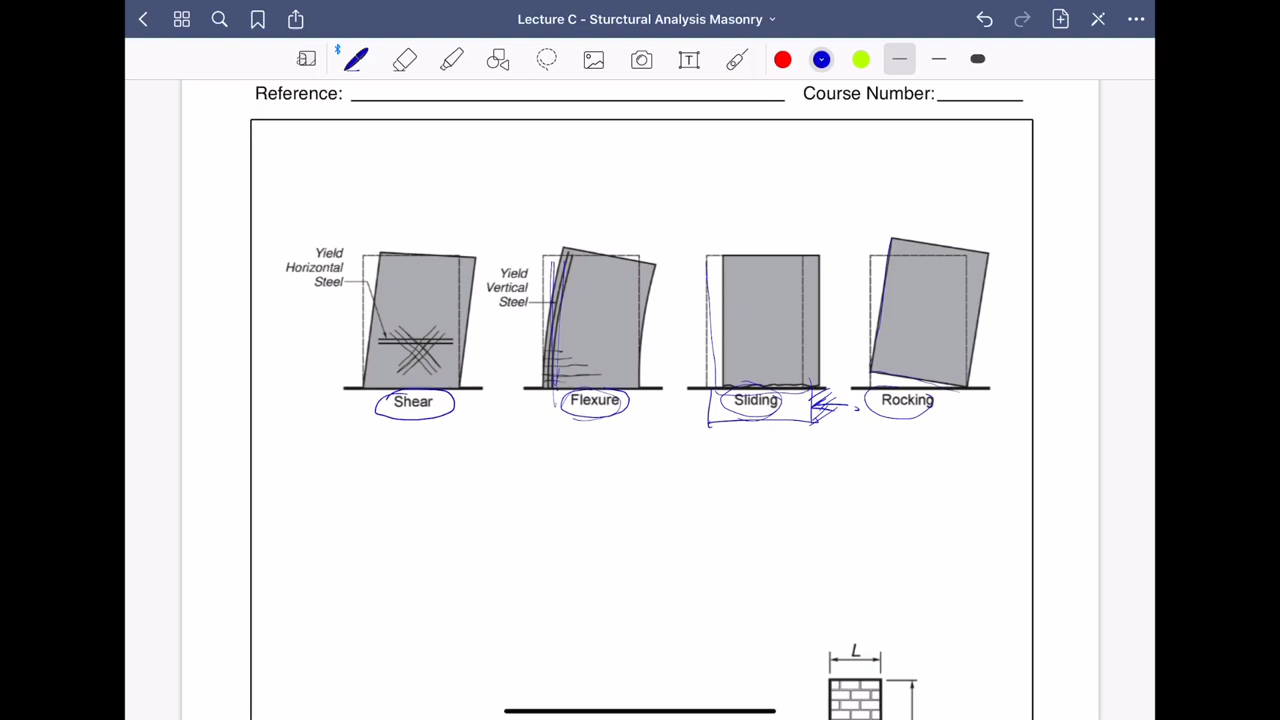 Lecture C - Sturctural Analysis Masonry
T
Reference: Course Number:
Yield
Horizontal
Steel
Yield
Vertical
Steel
Shear
Flexure
Sliding
Rocking
L